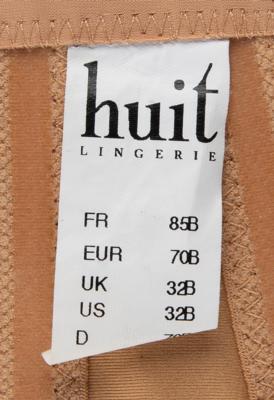 huit
LINGERIE
FR 85B
EUR 70B
UK 32B
US 32B
D